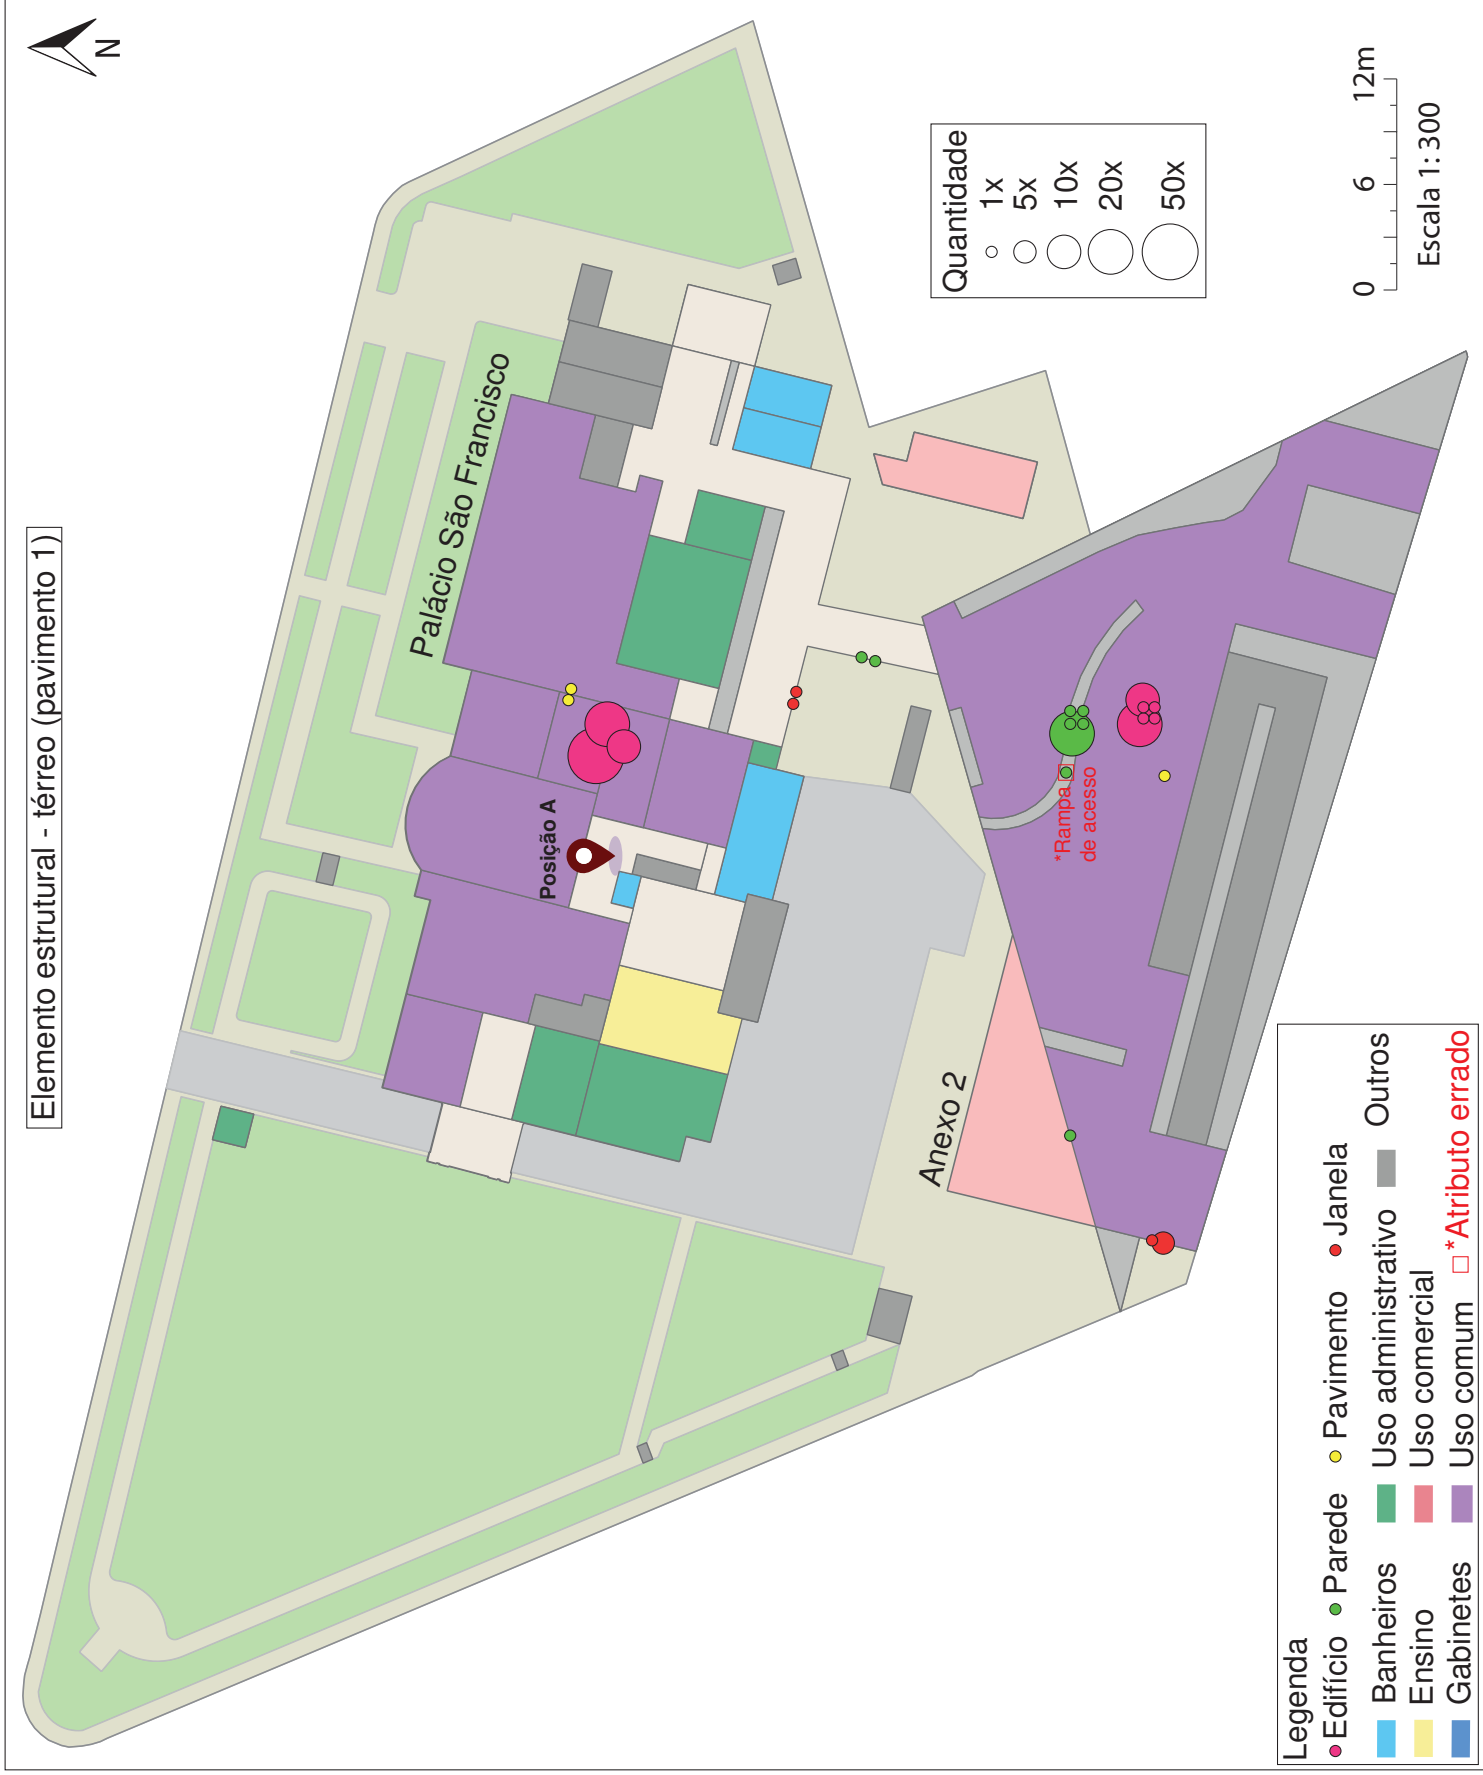 Elemento estrutural - térreo (pavimento 1)
N
Palácio São Francisco
Posição A
Anexo 2
*Rampa
de acesso
Quantidade
1x
5x
10x
20x
50x
0 6 12m
Escala 1: 300
Legenda
Edifício Parede Pavimento Janela
Banheiros Uso administrativo Outros
Ensino Uso comercial
Gabinetes Uso comum *Atributo errado